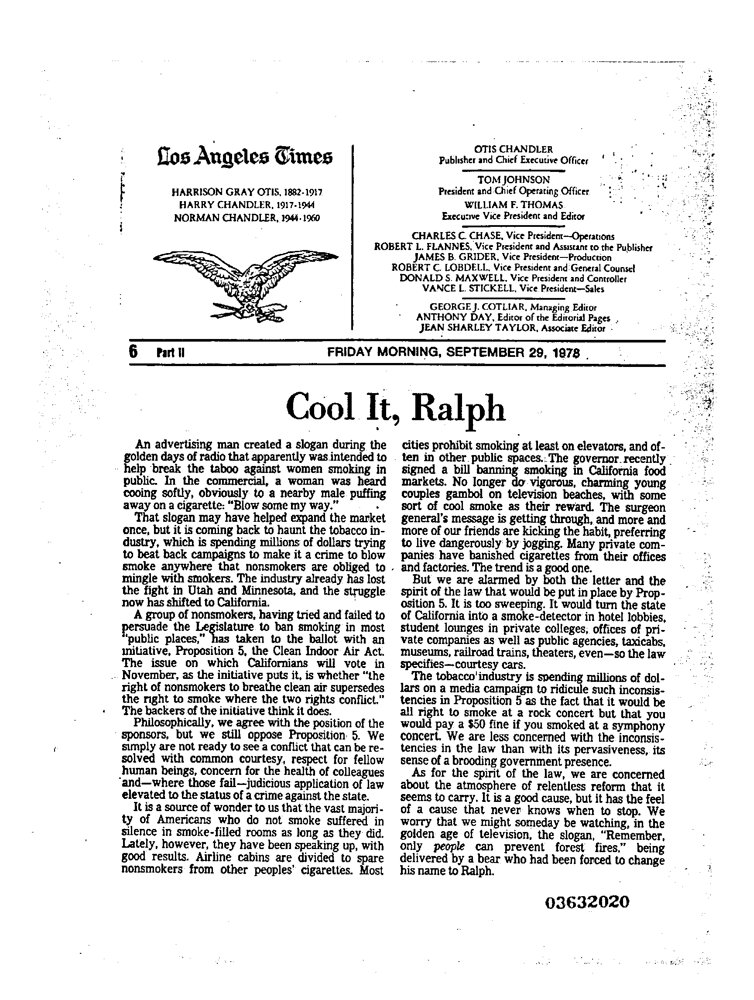 Los Angeles Times
HARRISON GRAY OTIS, 1882-1917
HARRY CHANDLER, 1917-1944
NORMAN CHANDLER, 1944-1960
OTIS CHANDLER
Publisher and Chief Executive Officer
TOM JOHNSON
President and Chief Operating Officer
WILLIAM F. THOMAS
Executive Vice President and Editor
CHARLES C. CHASE, Vice President—Operations
ROBERT L. FLANNES, Vice President and Assistant to the Publisher
JAMES B. GRIDER, Vice President—Production
ROBERT C. LOBDELL, Vice President and General Counsel
DONALD S. MAXWELL, Vice President and Controller
VANCE L. STICKELL, Vice President—Sales
GEORGE J. COTLIAR, Managing Editor
ANTHONY DAY, Editor of the Editorial Pages
JEAN SHARLEY TAYLOR, Associate Editor
6 Part II FRIDAY MORNING, SEPTEMBER 29, 1978
Cool It, Ralph
An advertising man created a slogan during the
golden days of radio that apparently was intended to
help break the taboo against women smoking in
public. In the commercial, a woman was heard
cooing softly, obviously to a nearby male puffing
away on a cigarette: "Blow some my way."
That slogan may have helped expand the market
once, but it is coming back to haunt the tobacco in-
dustry, which is spending millions of dollars trying
to beat back campaigns to make it a crime to blow
smoke anywhere that nonsmokers are obliged to
mingle with smokers. The industry already has lost
the fight in Utah and Minnesota, and the struggle
now has shifted to California.
A group of nonsmokers, having tried and failed to
persuade the Legislature to ban smoking in most
"public places," has taken to the ballot with an
initiative, Proposition 5, the Clean Indoor Air Act.
The issue on which Californians will vote in
November, as the initiative puts it, is whether "the
right of nonsmokers to breathe clean air supersedes
the right to smoke where the two rights conflict."
The backers of the initiative think it does.
Philosophically, we agree with the position of the
sponsors, but we still oppose Proposition 5. We
simply are not ready to see a conflict that can be re-
solved with common courtesy, respect for fellow
human beings, concern for the health of colleagues
and—where those fail—judicious application of law
elevated to the status of a crime against the state.
It is a source of wonder to us that the vast majori-
ty of Americans who do not smoke suffered in
silence in smoke-filled rooms as long as they did.
Lately, however, they have been speaking up, with
good results. Airline cabins are divided to spare
nonsmokers from other peoples' cigarettes. Most
cities prohibit smoking at least on elevators, and of-
ten in other public spaces. The governor recently
signed a bill banning smoking in California food
markets. No longer do vigorous, charming young
couples gambol on television beaches, with some
sort of cool smoke as their reward. The surgeon
general's message is getting through, and more and
more of our friends are kicking the habit, preferring
to live dangerously by jogging. Many private com-
panies have banished cigarettes from their offices
and factories. The trend is a good one.
But we are alarmed by both the letter and the
spirit of the law that would be put in place by Prop-
osition 5. It is too sweeping. It would turn the state
of California into a smoke-detector in hotel lobbies,
student lounges in private colleges, offices of pri-
vate companies as well as public agencies, taxicabs,
museums, railroad trains, theaters, even—so the law
specifies—courtesy cars.
The tobacco industry is spending millions of dol-
lars on a media campaign to ridicule such inconsis-
tencies in Proposition 5 as the fact that it would be
all right to smoke at a rock concert but that you
would pay a $50 fine if you smoked at a symphony
concert. We are less concerned with the inconsis-
tencies in the law than with its pervasiveness, its
sense of a brooding government presence.
As for the spirit of the law, we are concerned
about the atmosphere of relentless reform that it
seems to carry. It is a good cause, but it has the feel
of a cause that never knows when to stop. We
worry that we might someday be watching, in the
golden age of television, the slogan, "Remember,
only people can prevent forest fires," being
delivered by a bear who had been forced to change
his name to Ralph.
03632020